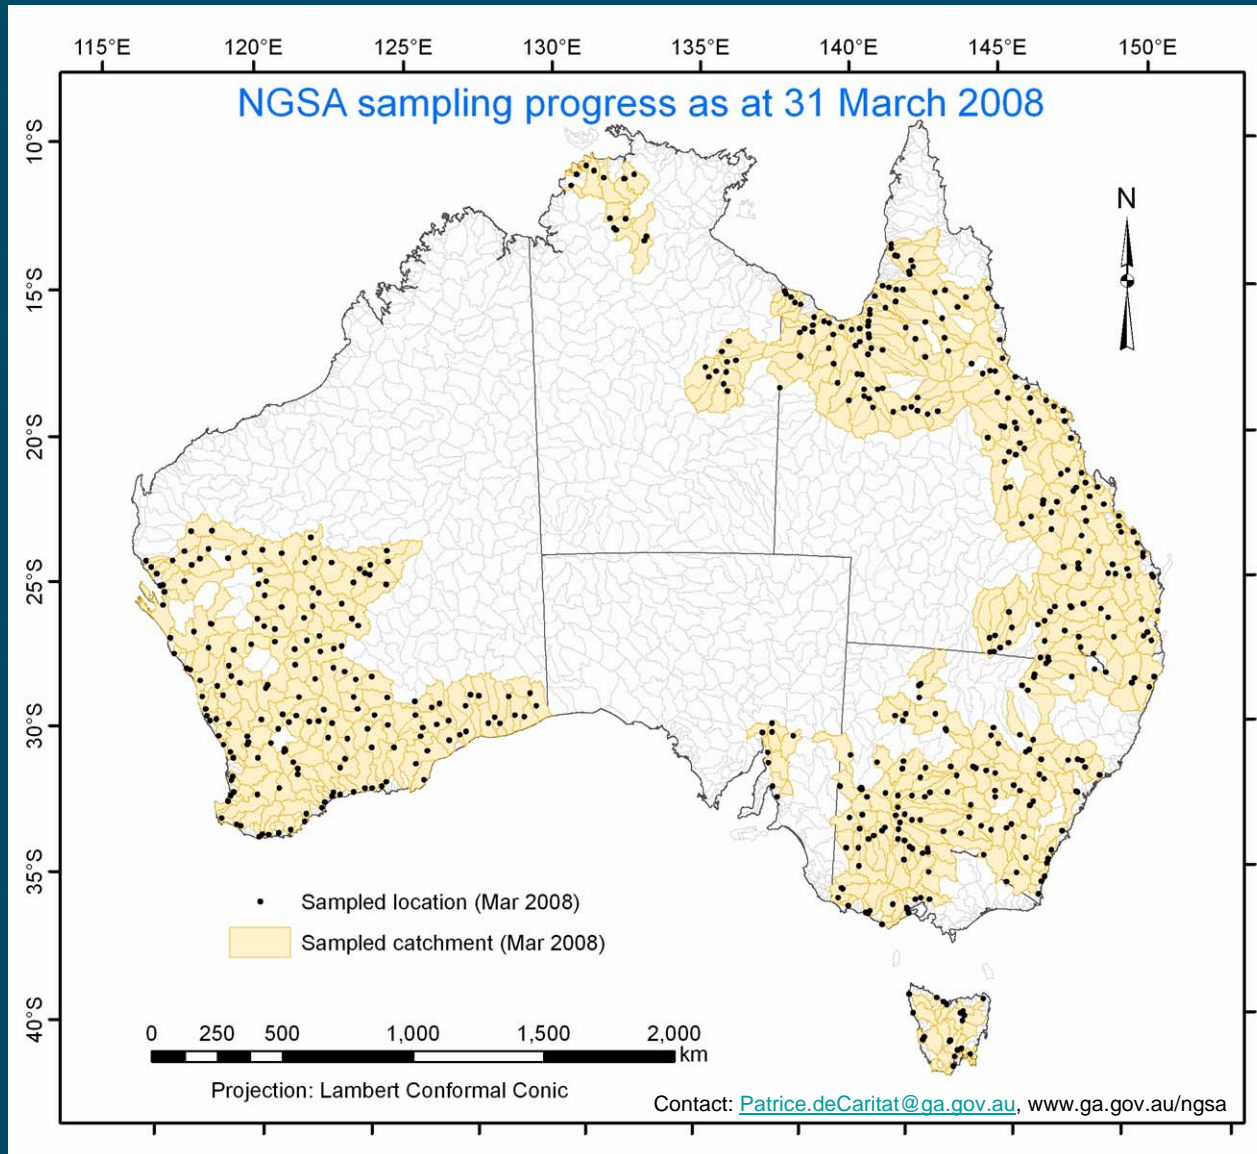 115°E 120°E 125°E 130°E 135°E 140°E 145°E 150°E
NGSA sampling progress as at 31 March 2008
10°S
N
15°S
20°S
25°S
30°S
35°S
Sampled location (Mar 2008)
Sampled catchment (Mar 2008)
40°S
0 250 500 1,000 1,500 2,000
km
Projection: Lambert Conformal Conic
Contact: Patrice.deCaritat@ga.gov.au, www.ga.gov.au/ngsa